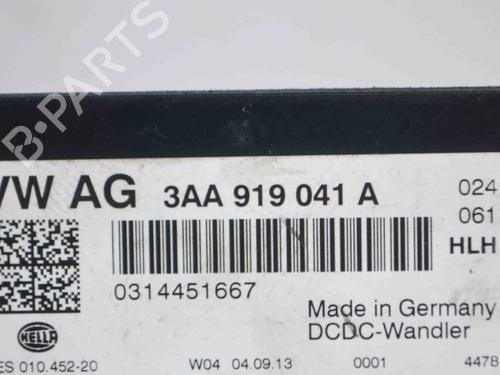 B-PARTS
VW AG 3AA 919 041 A
024
061
HLH
0314451667
Made in Germany
DCDC-Wandler
HELLA
ES 010.452-20
W04 04.09.13 0001 4478